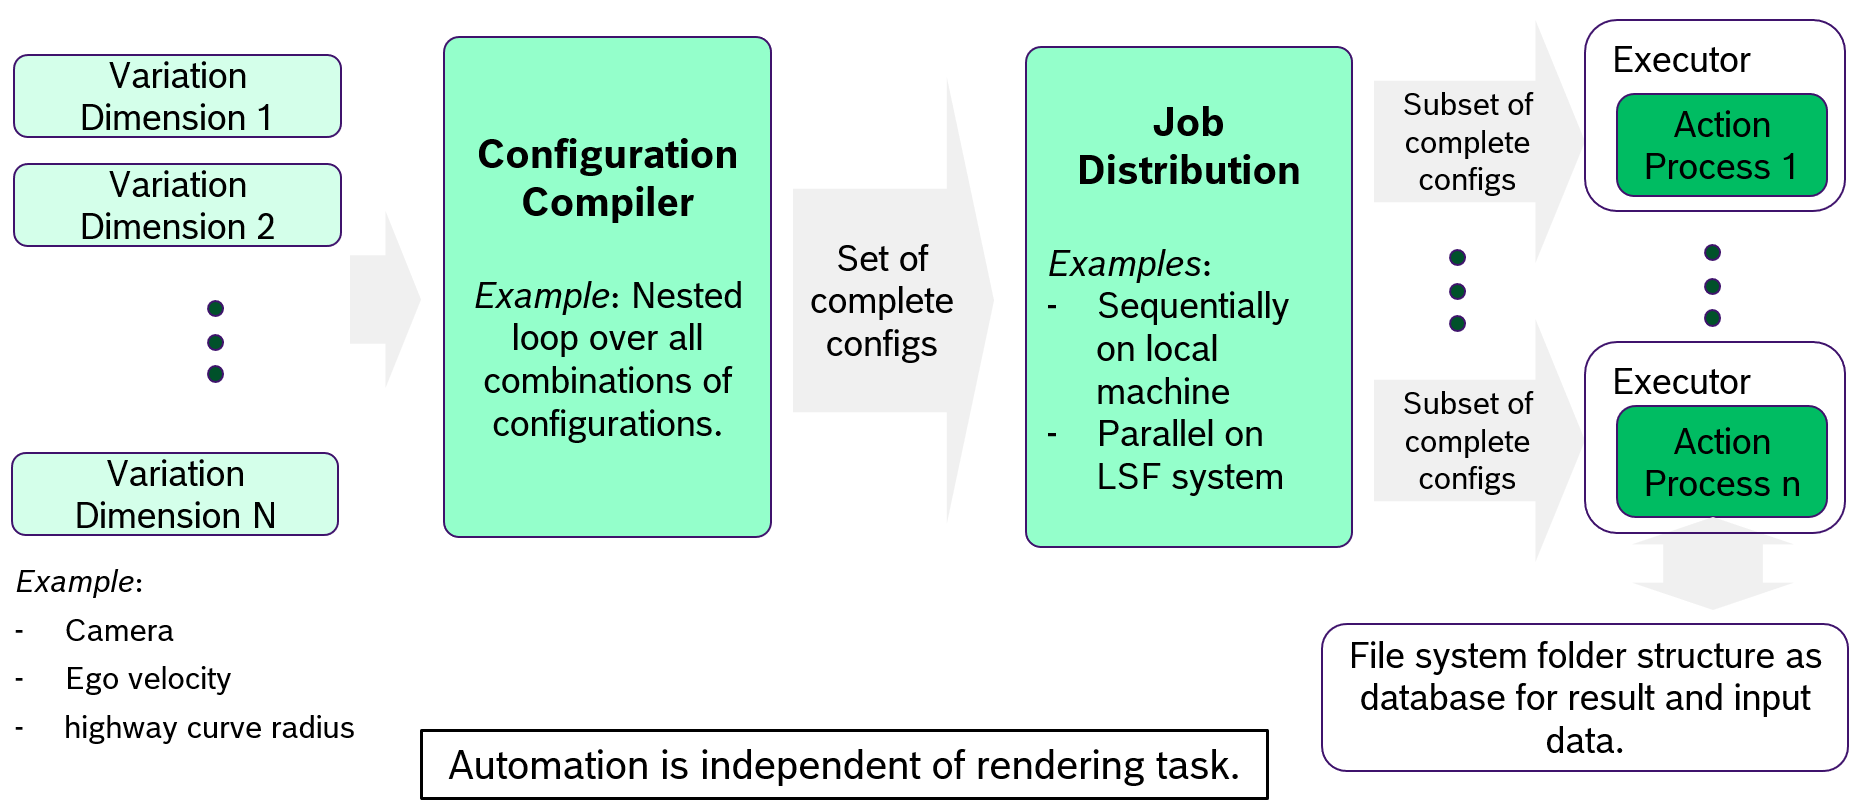 Variation
Dimension 1
Variation
Dimension 2
Variation
Dimension N
Example:
- Camera
- Ego velocity
- highway curve radius
Configuration
Compiler
Example: Nested
loop over all
combinations of
configurations.
Set of
complete
configs
Job
Distribution
Examples:
- Sequentially
on local
machine
- Parallel on
LSF system
Subset of
complete
configs
Subset of
complete
configs
Executor
Action
Process 1
Executor
Action
Process n
File system folder structure as
database for result and input
data.
Automation is independent of rendering task.